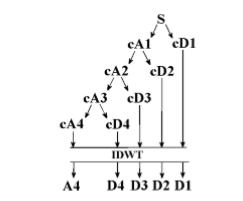 S
cA1 cD1
cA2 cD2
cA3 cD3
cA4 cD4
IDWT
A4 D4 D3 D2 D1